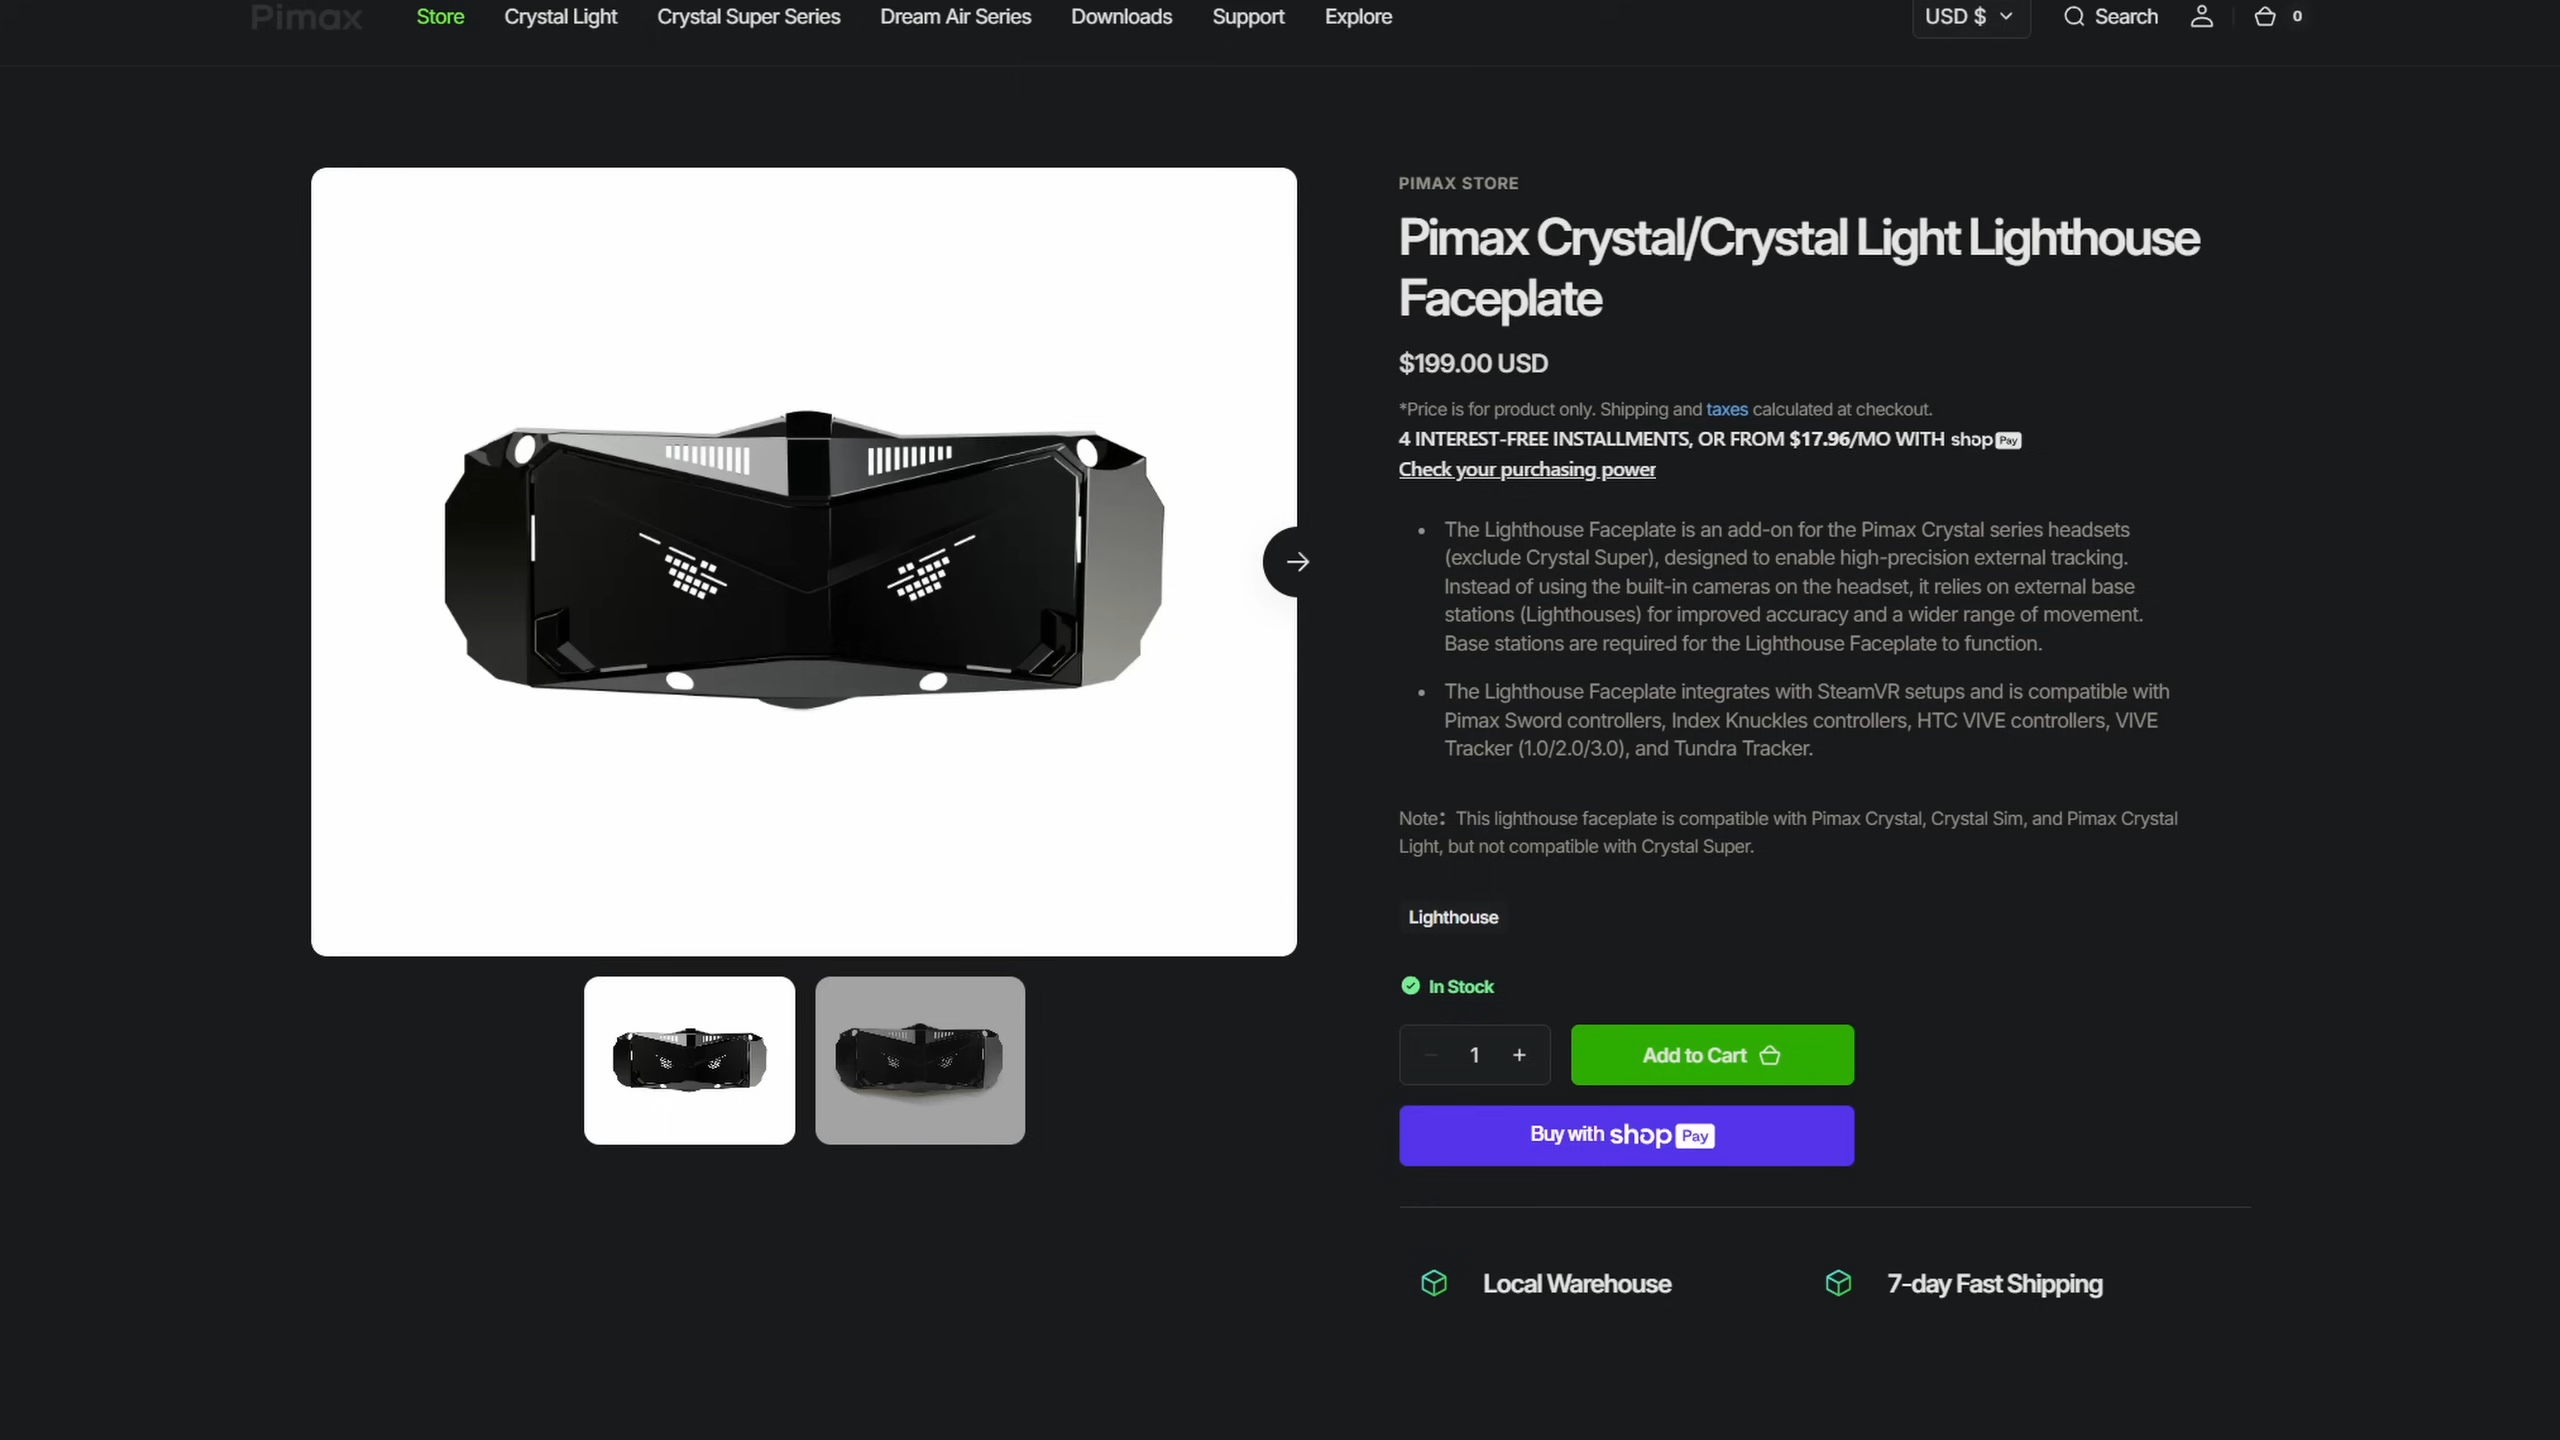 Pimax Store Crystal Light Crystal Super Series Dream Air Series Downloads Support Explore USD $ Search 0
PIMAX STORE
Pimax Crystal/Crystal Light Lighthouse
Faceplate
$199.00 USD
*Price is for product only. Shipping and taxes calculated at checkout.
4 INTEREST-FREE INSTALLMENTS, OR FROM $17.96/MO WITH shop Pay
Check your purchasing power
• The Lighthouse Faceplate is an add-on for the Pimax Crystal series headsets
(exclude Crystal Super), designed to enable high-precision external tracking.
Instead of using the built-in cameras on the headset, it relies on external base
stations (Lighthouses) for improved accuracy and a wider range of movement.
Base stations are required for the Lighthouse Faceplate to function.
• The Lighthouse Faceplate integrates with SteamVR setups and is compatible with
Pimax Sword controllers, Index Knuckles controllers, HTC VIVE controllers, VIVE
Tracker (1.0/2.0/3.0), and Tundra Tracker.
Note：This lighthouse faceplate is compatible with Pimax Crystal, Crystal Sim, and Pimax Crystal
Light, but not compatible with Crystal Super.
Lighthouse
In Stock
− 1 +
Add to Cart
Buy with shop Pay
Local Warehouse
7-day Fast Shipping